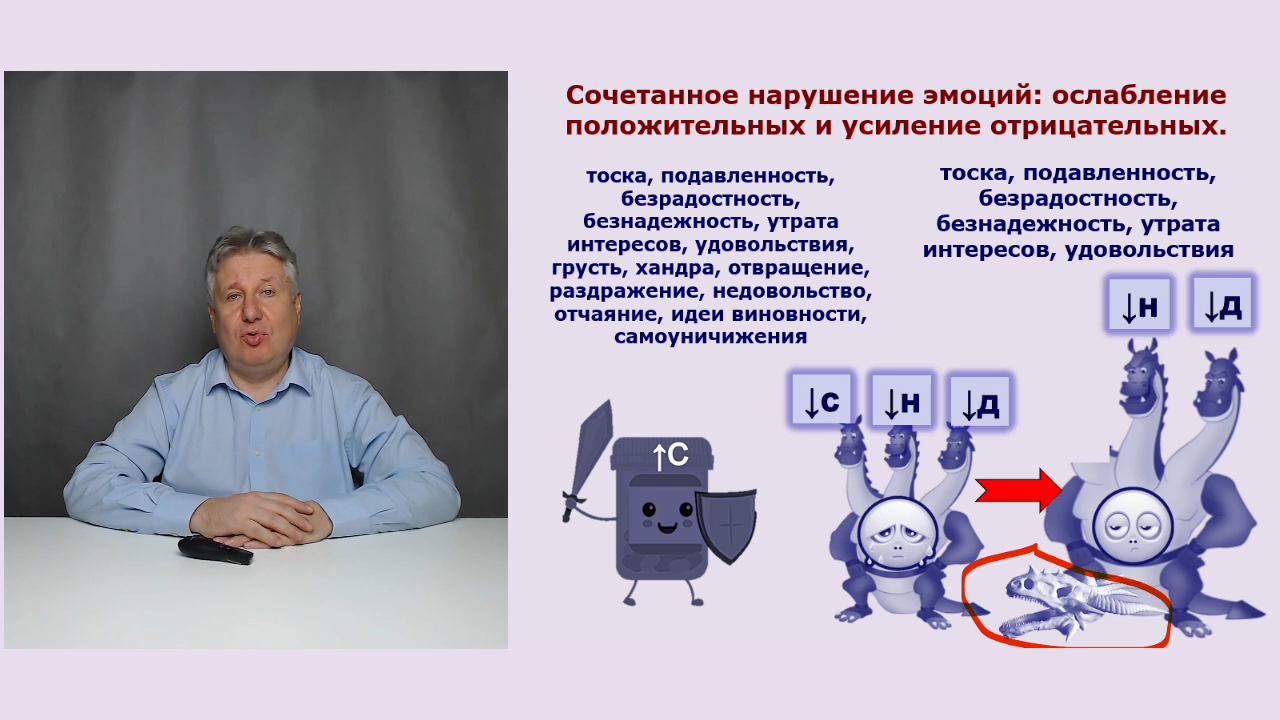 Сочетанное нарушение эмоций: ослабление
положительных и усиление отрицательных.
тоска, подавленность,
безрадостность,
безнадежность, утрата
интересов, удовольствия,
грусть, хандра, отвращение,
раздражение, недовольство,
отчаяние, идеи виновности,
самоуничижения
тоска, подавленность,
безрадостность,
безнадежность, утрата
интересов, удовольствия
↓н
↓д
↓с
↓н
↓д
↑С